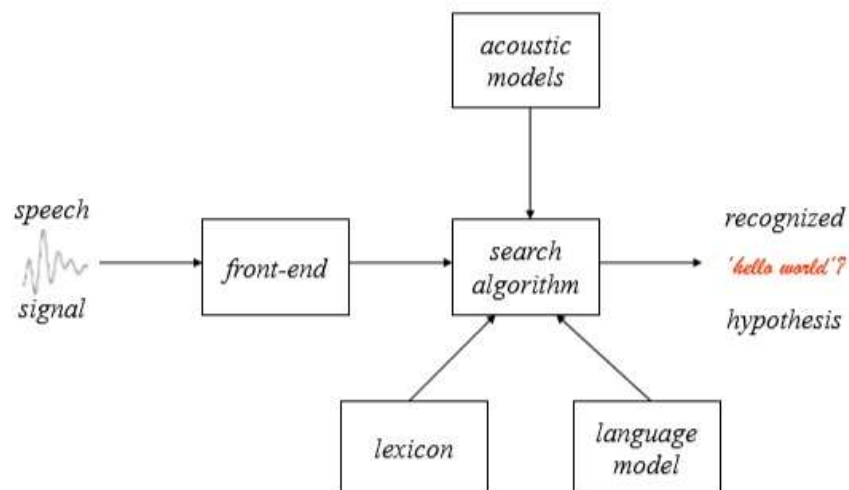 acoustic
models
speech
signal
front-end
search
algorithm
recognized
'hello world'?
hypothesis
lexicon
language
model